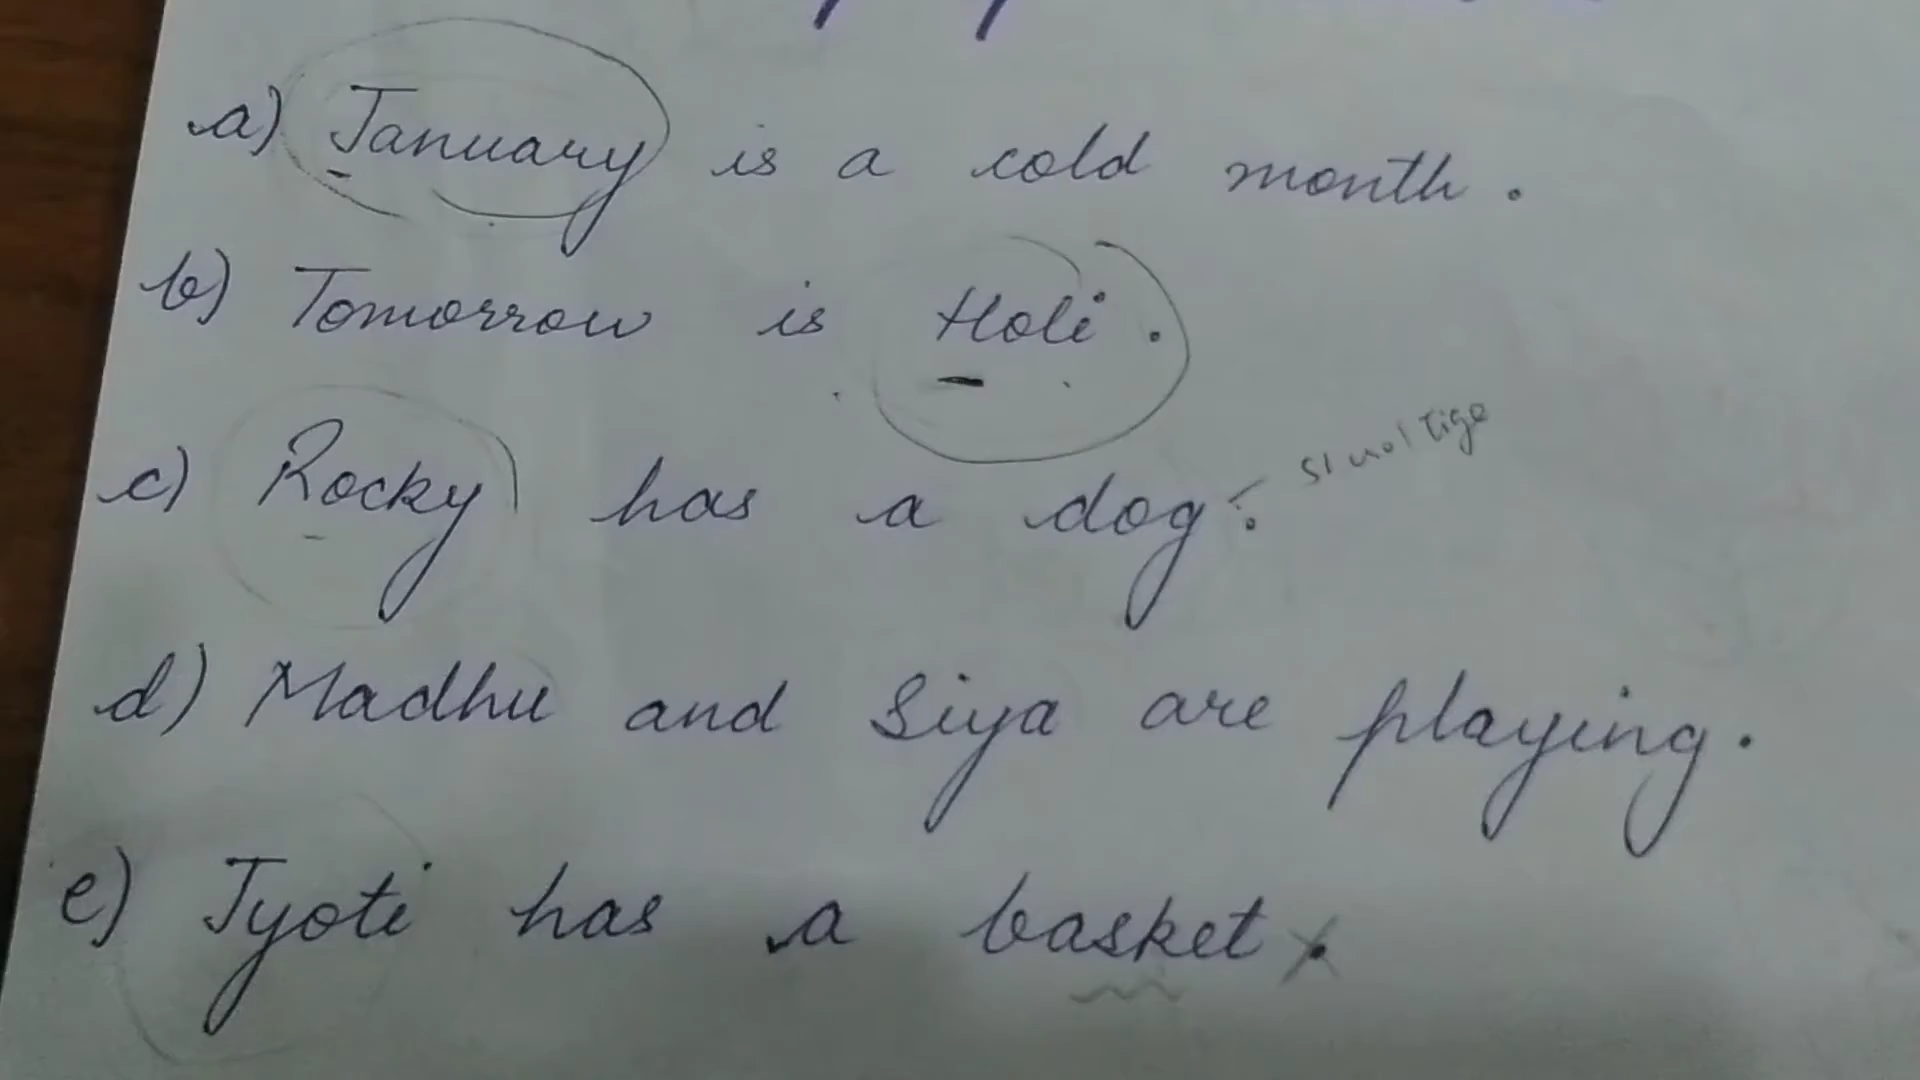 a) January is a cold month.
b) Tomorrow is Holi.
c) Rocky has a dog.
d) Madhu and Siya are playing.
e) Jyoti has a basket.